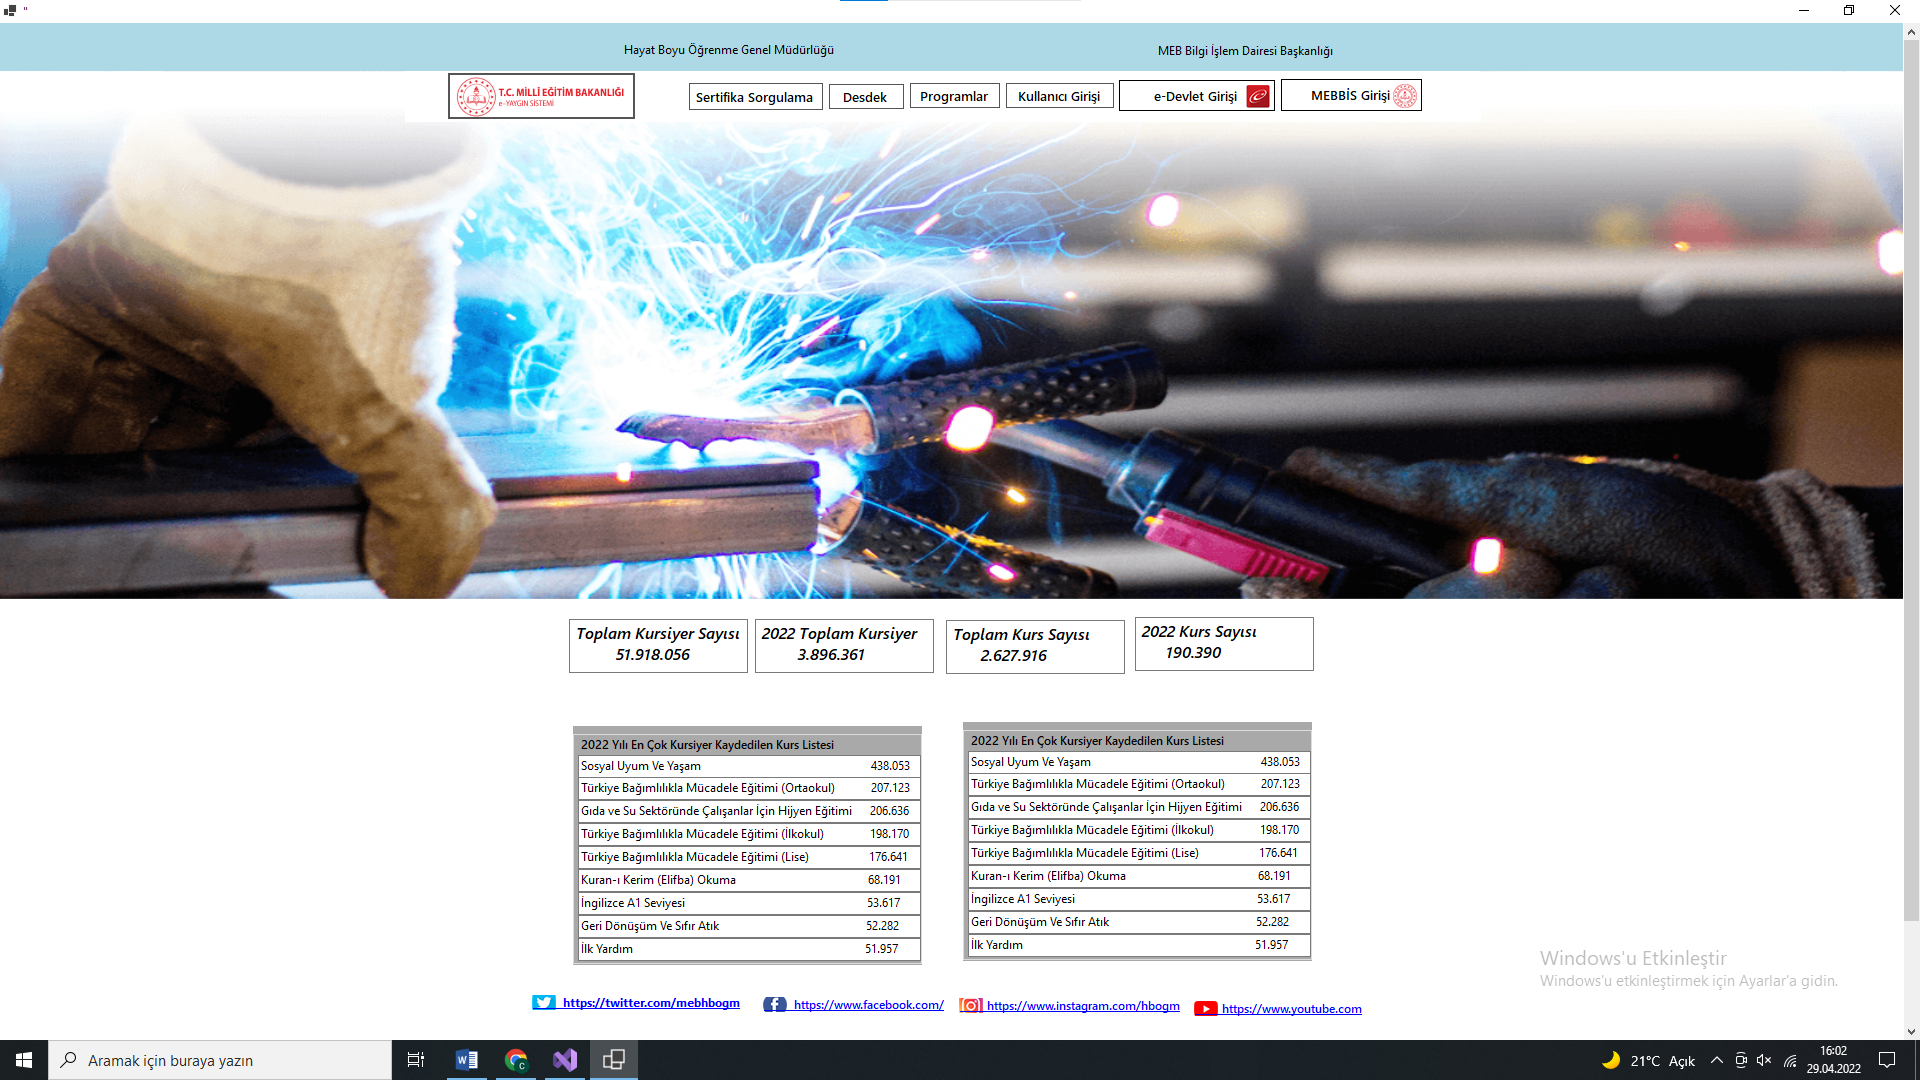 "
Hayat Boyu Öğrenme Genel Müdürlüğü
MEB Bilgi İşlem Dairesi Başkanlığı
T.C. MİLLÎ EĞİTİM BAKANLIĞI
e-YAYGIN SİSTEMİ
Sertifika Sorgulama
Desdek
Programlar
Kullanıcı Girişi
e-Devlet Girişi
MEBBİS Girişi
Toplam Kursiyer Sayısı
51.918.056
2022 Toplam Kursiyer
3.896.361
Toplam Kurs Sayısı
2.627.916
2022 Kurs Sayısı
190.390
2022 Yılı En Çok Kursiyer Kaydedilen Kurs Listesi
Sosyal Uyum Ve Yaşam 438.053
Türkiye Bağımlılıkla Mücadele Eğitimi (Ortaokul) 207.123
Gıda ve Su Sektöründe Çalışanlar İçin Hijyen Eğitimi 206.636
Türkiye Bağımlılıkla Mücadele Eğitimi (İlkokul) 198.170
Türkiye Bağımlılıkla Mücadele Eğitimi (Lise) 176.641
Kuran-ı Kerim (Elifba) Okuma 68.191
İngilizce A1 Seviyesi 53.617
Geri Dönüşüm Ve Sıfır Atık 52.282
İlk Yardım 51.957
2022 Yılı En Çok Kursiyer Kaydedilen Kurs Listesi
Sosyal Uyum Ve Yaşam 438.053
Türkiye Bağımlılıkla Mücadele Eğitimi (Ortaokul) 207.123
Gıda ve Su Sektöründe Çalışanlar İçin Hijyen Eğitimi 206.636
Türkiye Bağımlılıkla Mücadele Eğitimi (İlkokul) 198.170
Türkiye Bağımlılıkla Mücadele Eğitimi (Lise) 176.641
Kuran-ı Kerim (Elifba) Okuma 68.191
İngilizce A1 Seviyesi 53.617
Geri Dönüşüm Ve Sıfır Atık 52.282
İlk Yardım 51.957
Windows'u Etkinleştir
Windows'u etkinleştirmek için Ayarlar'a gidin.
https://twitter.com/mebhbogm
https://www.facebook.com/
https://www.instagram.com/hbogm
https://www.youtube.com
Aramak için buraya yazın
21°C Açık
16:02
29.04.2022